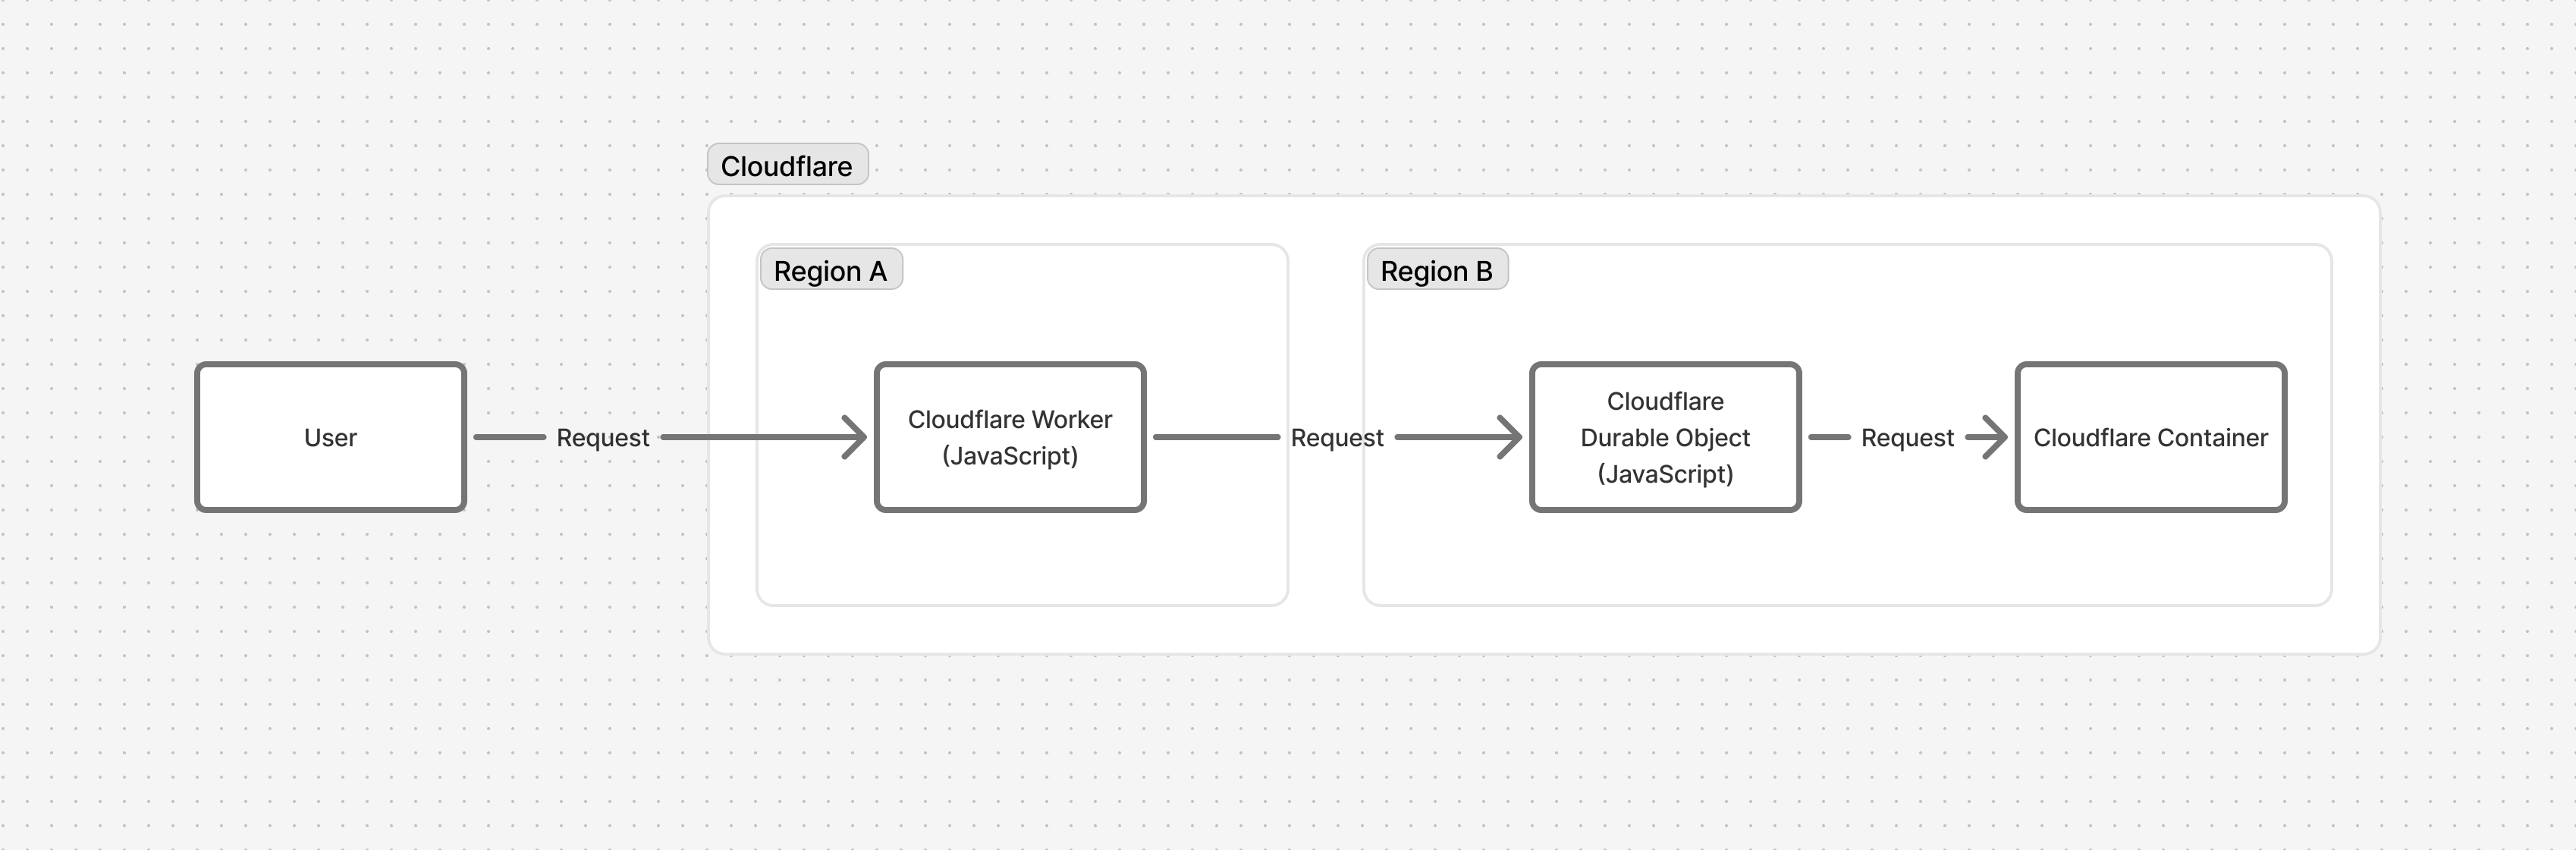 Cloudflare
Region A
Region B
User
Request
Cloudflare Worker
(JavaScript)
Request
Cloudflare
Durable Object
(JavaScript)
Request
Cloudflare Container